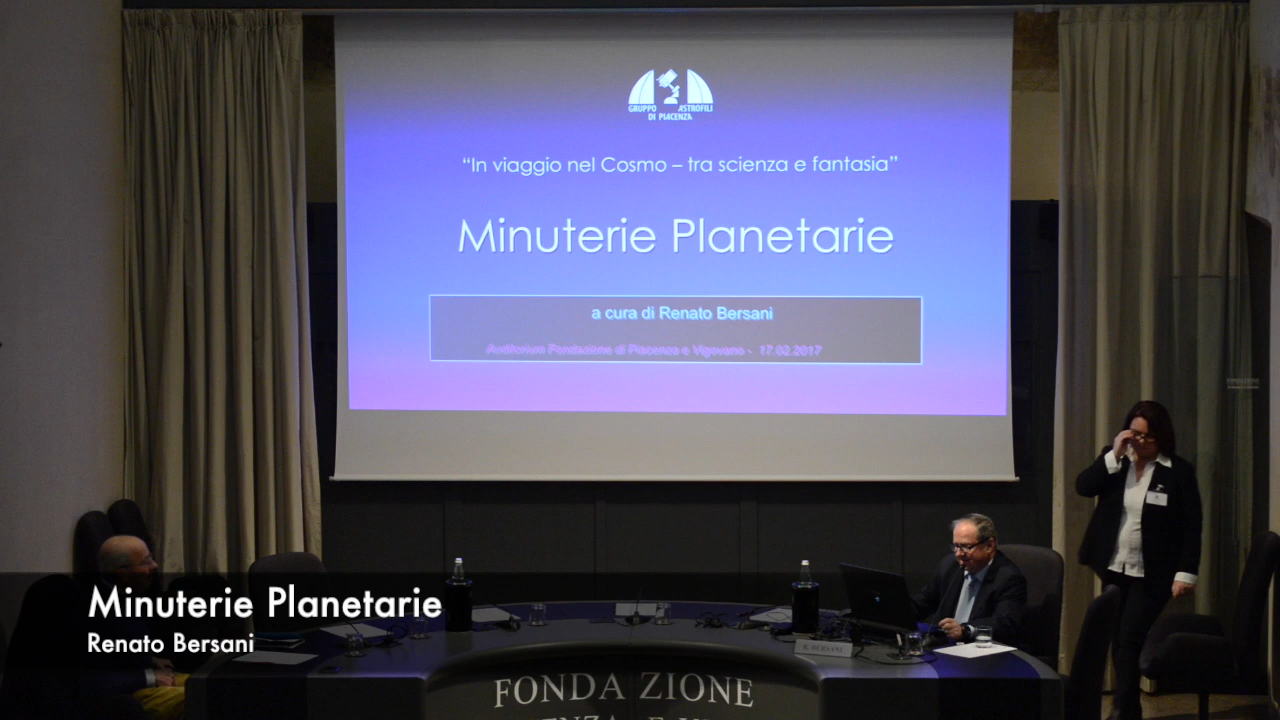 GRUPPO ASTROFILI
DI PIACENZA
“In viaggio nel Cosmo – tra scienza e fantasia”
Minuterie Planetarie
a cura di Renato Bersani
Auditorium Fondazione di Piacenza e Vigevano - 17.02.2017
Minuterie Planetarie
Renato Bersani
R. BERSANI
FONDAZIONE